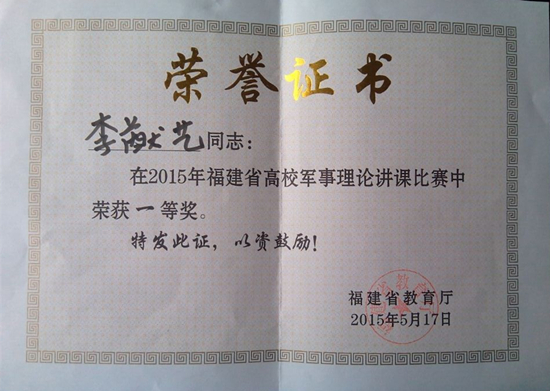 荣誉证书
李猷艺同志:
在2015年福建省高校军事理论讲课比赛中
荣获一等奖。
特发此证,以资鼓励!
福建省教育厅
2015年5月17日